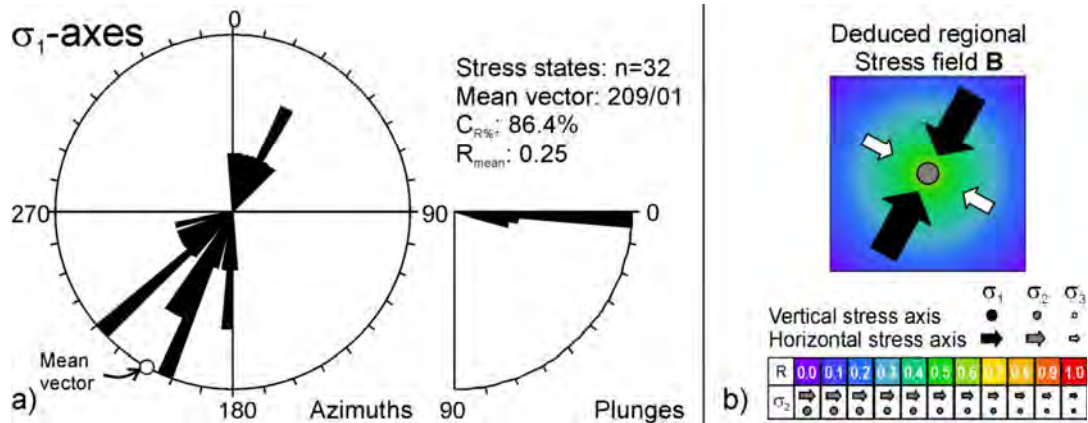 σ1-axes
0
Stress states: n=32
Mean vector: 209/01
CR%: 86.4%
Rmean: 0.25
270
90
0
Mean
vector
a)
180
Azimuths
90
Plunges
Deduced regional
Stress field B
σ1 σ2 σ3
Vertical stress axis
Horizontal stress axis
R 0.0 0.1 0.2 0.3 0.4 0.5 0.6 0.7 0.8 0.9 1.0
σ2
b)